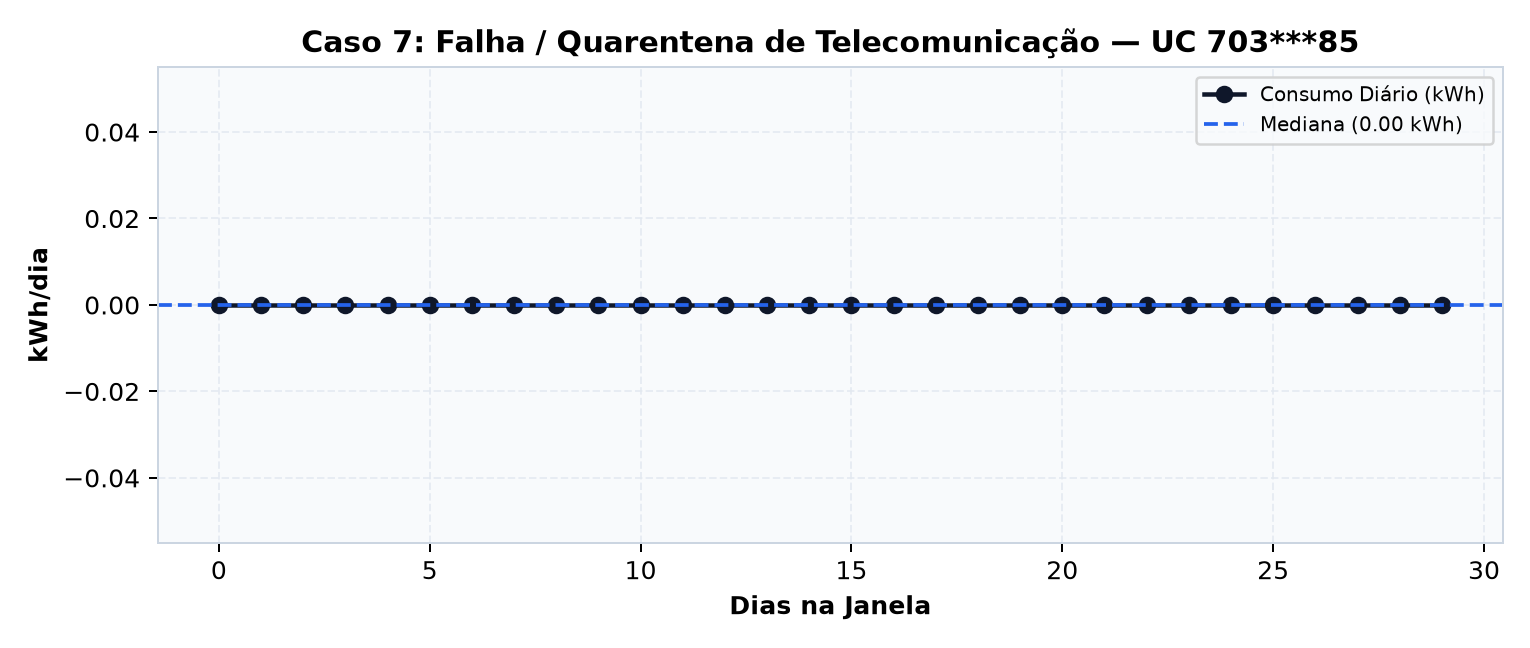 Caso 7: Falha / Quarentena de Telecomunicação — UC 703***85
Consumo Diário (kWh)
Mediana (0.00 kWh)
kWh/dia
0.04
0.02
0.00
−0.02
−0.04
0 5 10 15 20 25 30
Dias na Janela